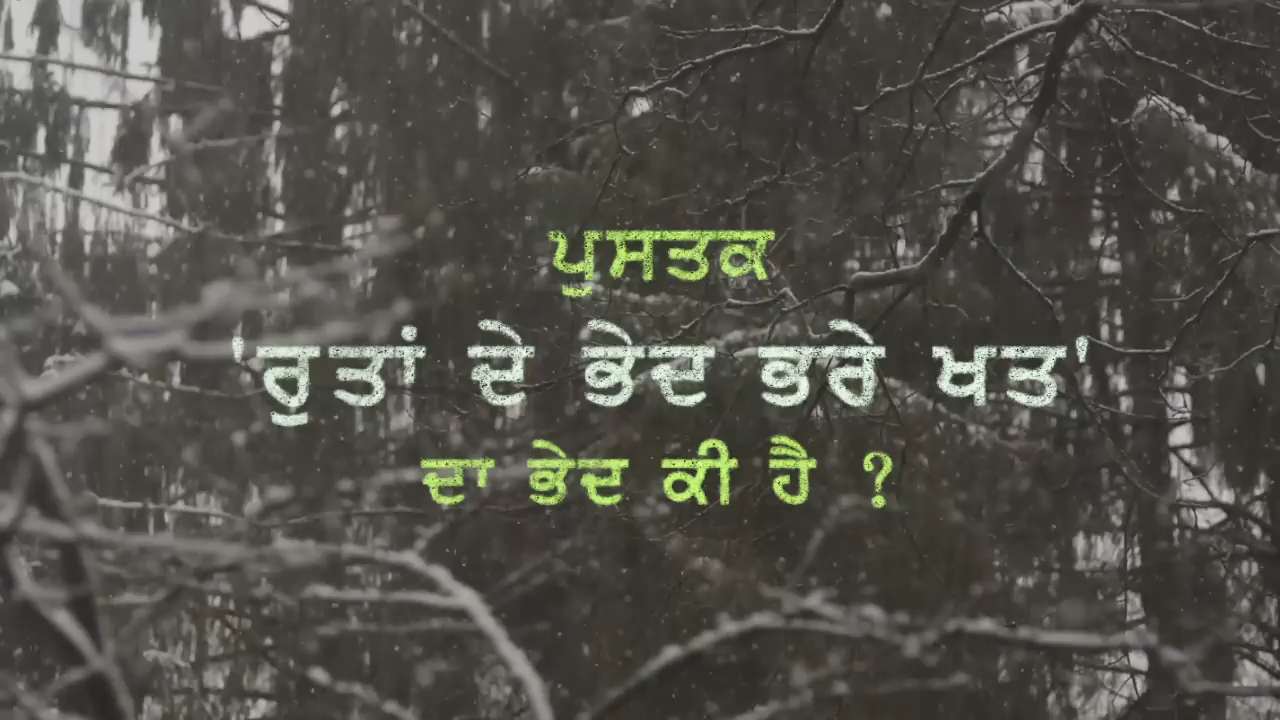 ਪੁਸਤਕ
'ਰੁਤਾਂ ਦੇ ਭੇਦ ਭਰੇ ਖਤ'
ਦਾ ਭੇਦ ਕੀ ਹੈ ?